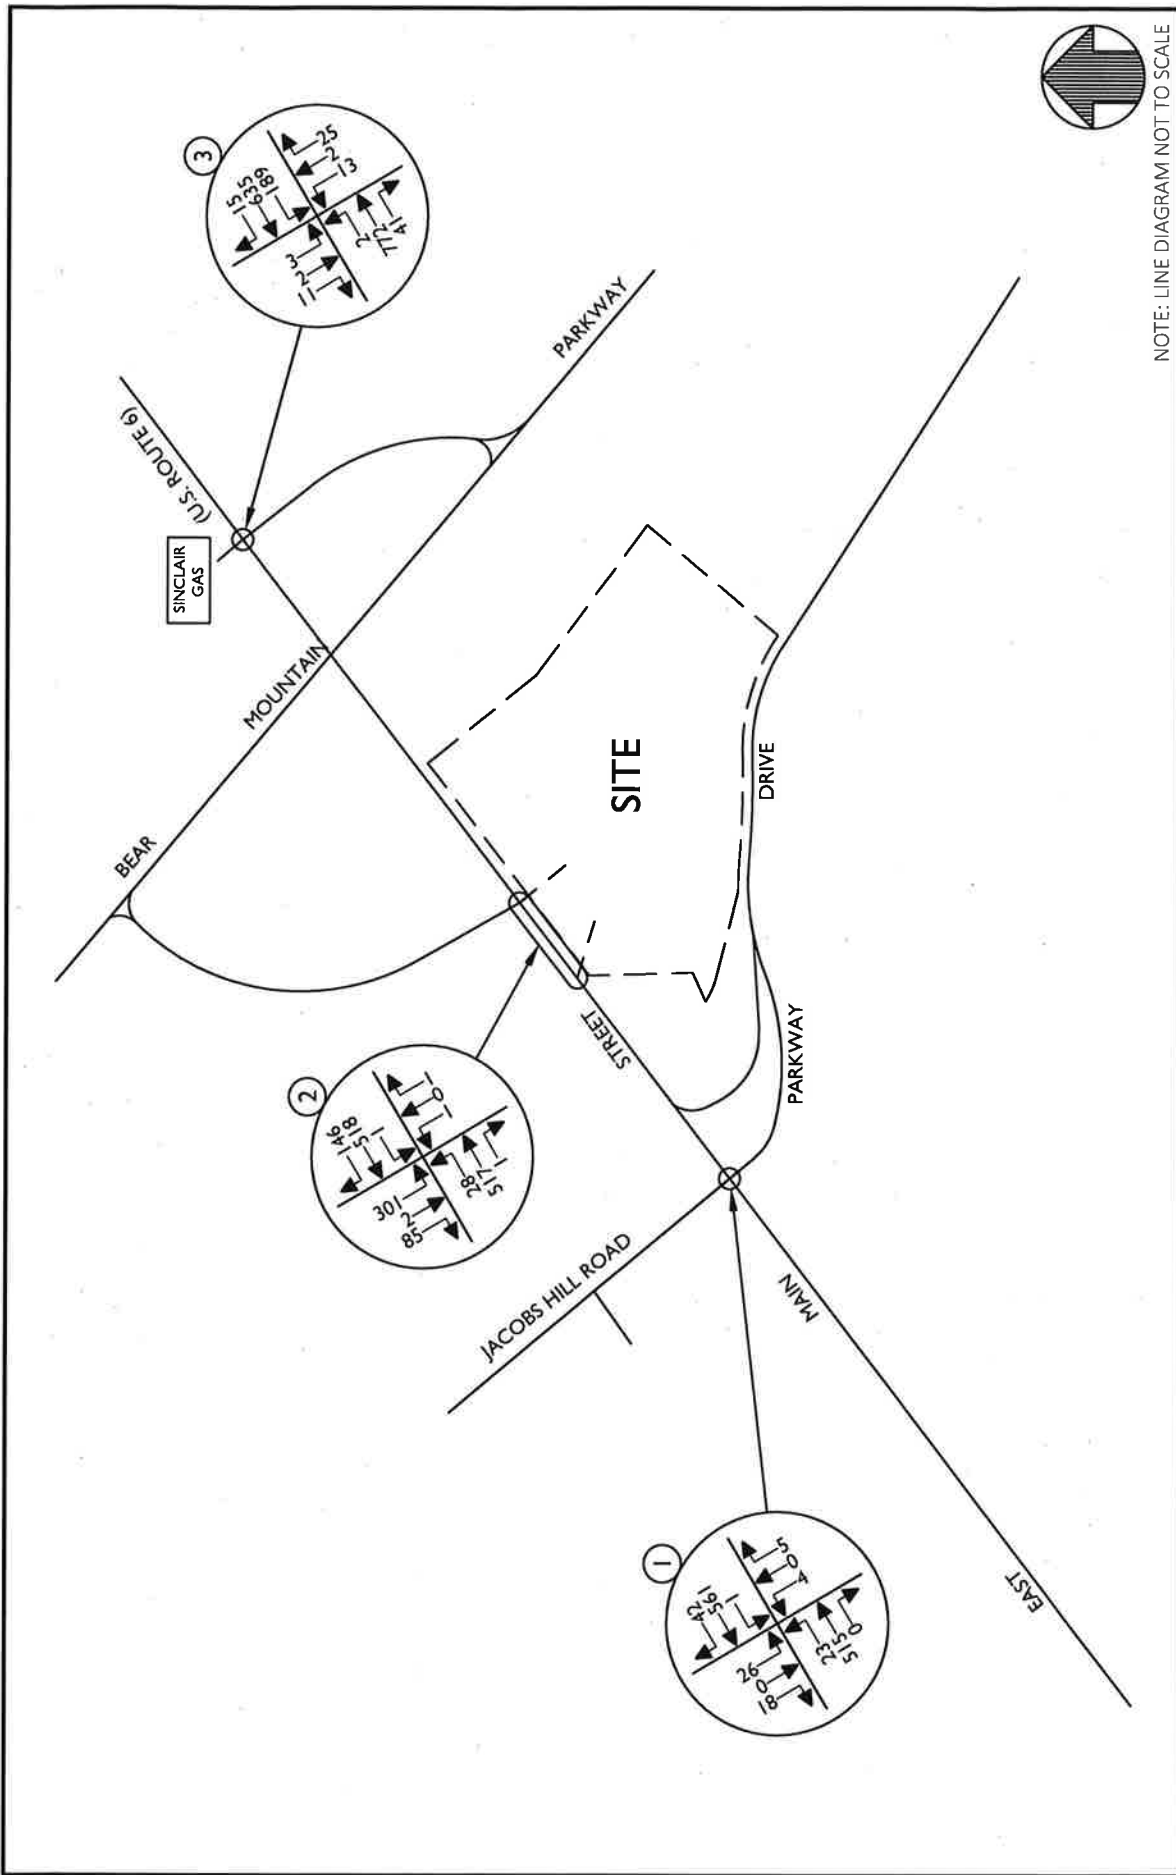 3
15
635
189
3
2
11
25
2
13
2
772
41
(U.S. ROUTE 6)
SINCLAIR
GAS
BEAR
MOUNTAIN
PARKWAY
2
146
518
1
301
2
85
1
0
1
28
517
1
SITE
DRIVE
STREET
PARKWAY
JACOBS HILL ROAD
MAIN
EAST
1
42
561
1
26
0
18
5
0
4
23
515
0
NOTE: LINE DIAGRAM NOT TO SCALE